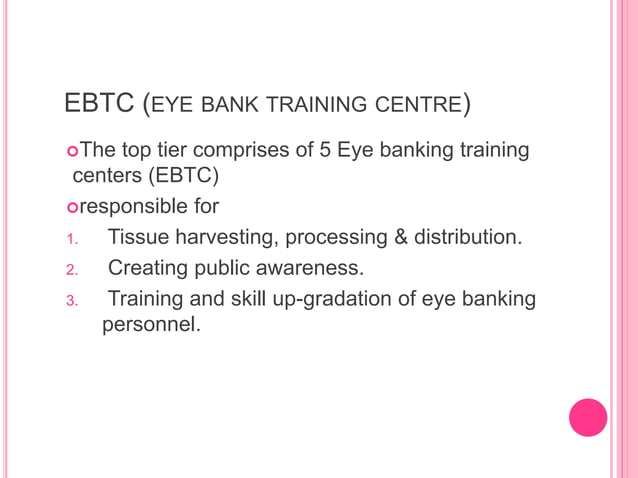 EBTC (EYE BANK TRAINING CENTRE)
The top tier comprises of 5 Eye banking training
centers (EBTC)
responsible for
1. Tissue harvesting, processing & distribution.
2. Creating public awareness.
3. Training and skill up-gradation of eye banking
personnel.